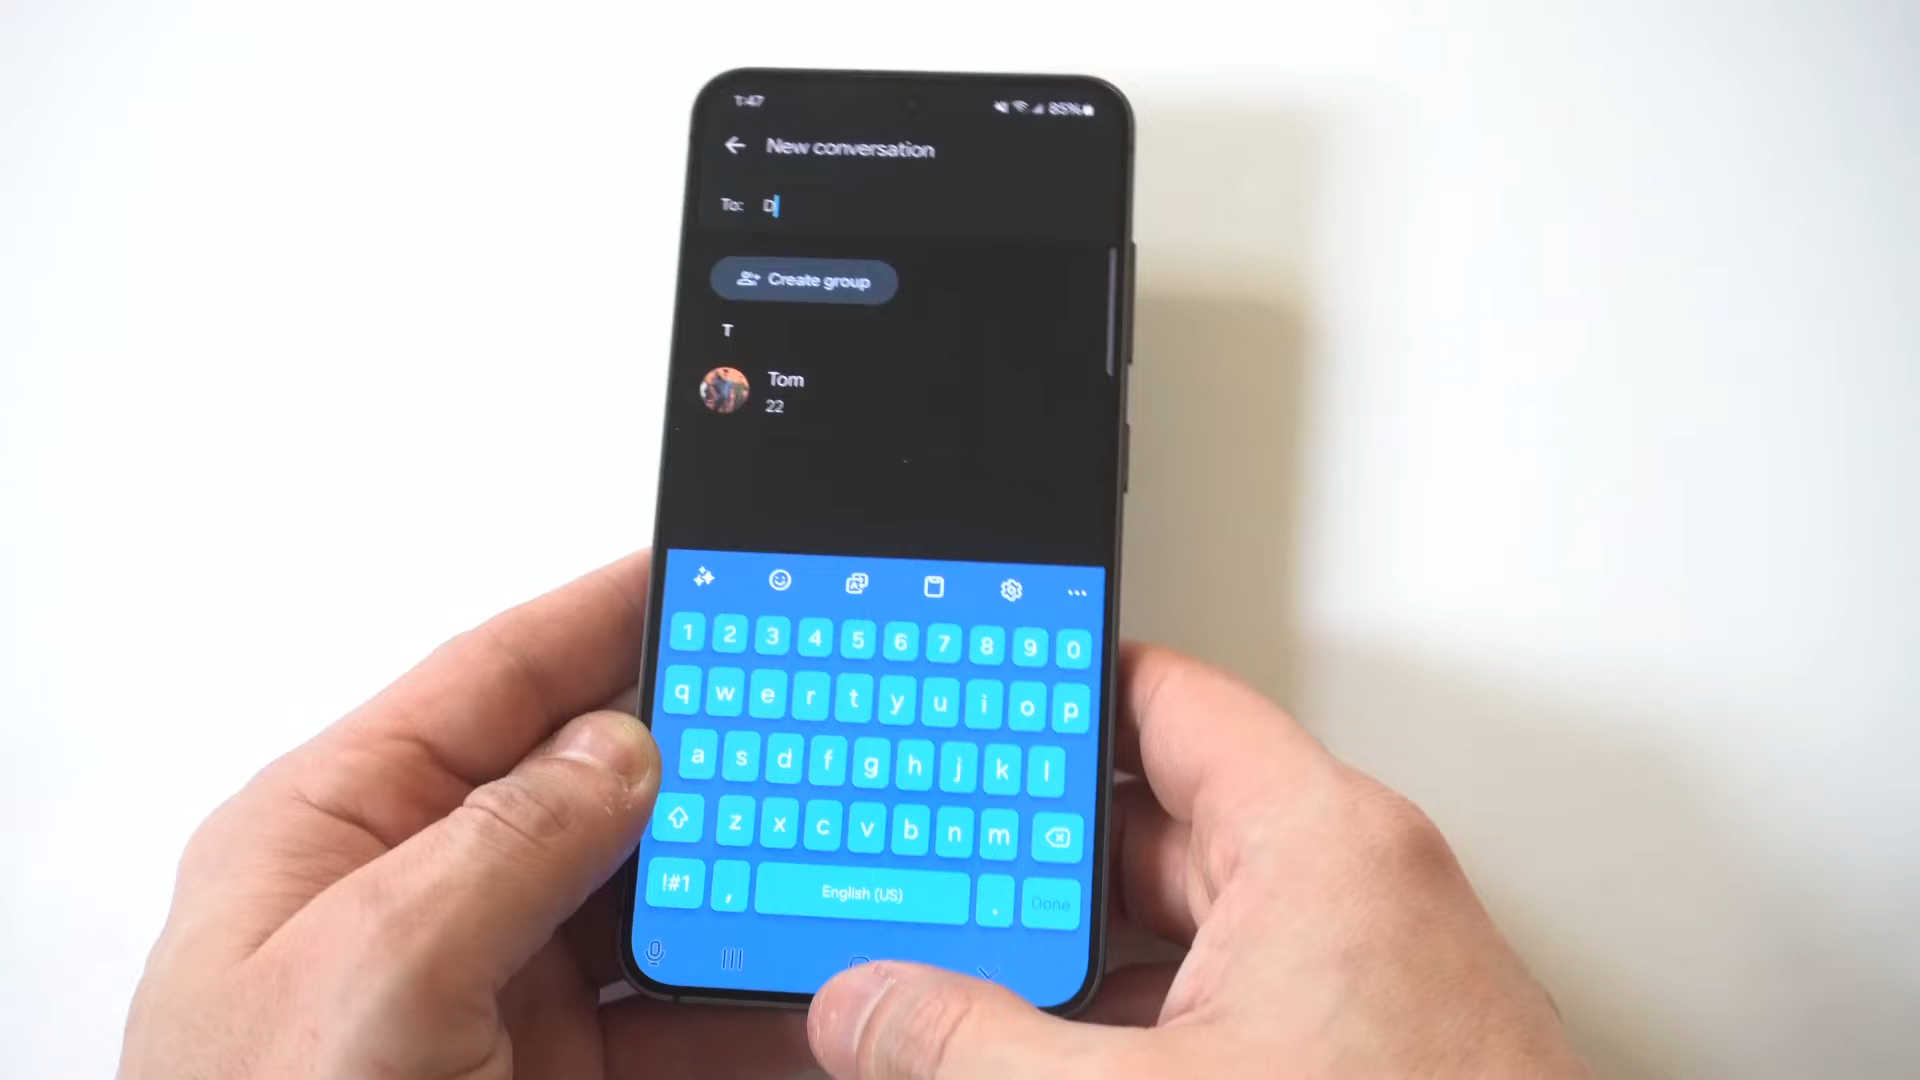 1:47
85%
New conversation
To: D
Create group
T
Tom
22
1 2 3 4 5 6 7 8 9 0
q w e r t y u i o p
a s d f g h j k l
z x c v b n m
!#1 , English (US) . Done